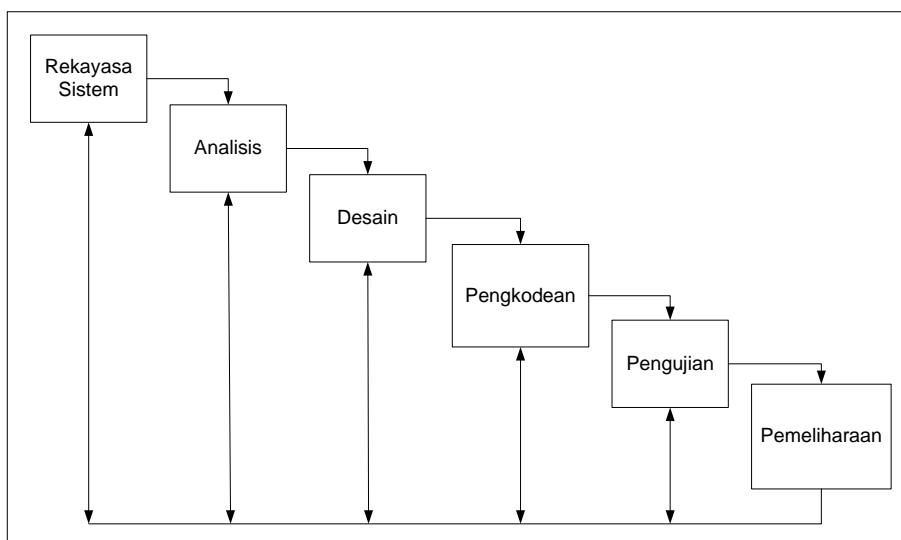 Rekayasa
Sistem
Analisis
Desain
Pengkodean
Pengujian
Pemeliharaan